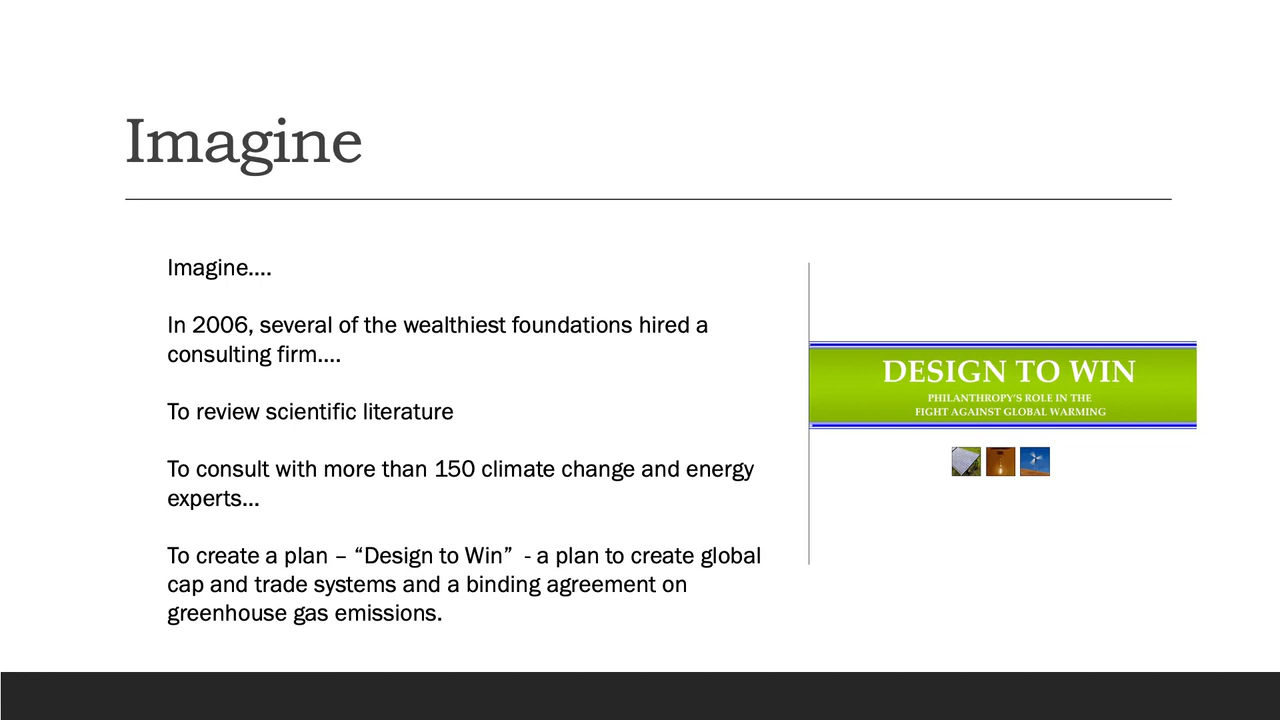 Imagine
Imagine....
In 2006, several of the wealthiest foundations hired a
consulting firm....
To review scientific literature
To consult with more than 150 climate change and energy
experts...
To create a plan – “Design to Win”  - a plan to create global
cap and trade systems and a binding agreement on
greenhouse gas emissions.
DESIGN TO WIN
PHILANTHROPY'S ROLE IN THE
FIGHT AGAINST GLOBAL WARMING